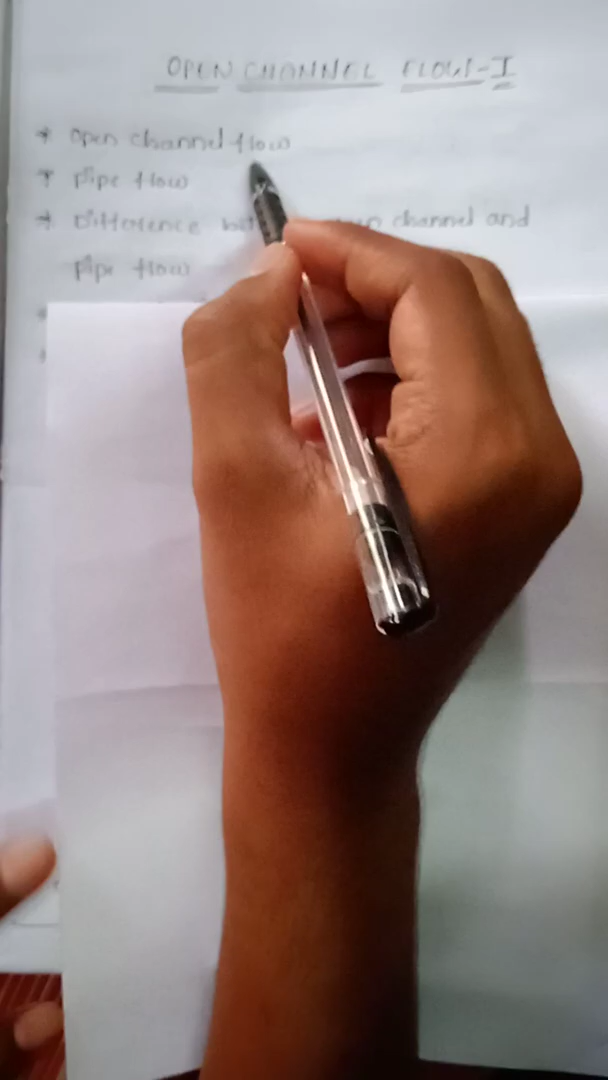 OPEN CHANNEL FLOW-I
* Open channel flow
* Pipe flow
* Difference channel and
Pipe flow
*
*